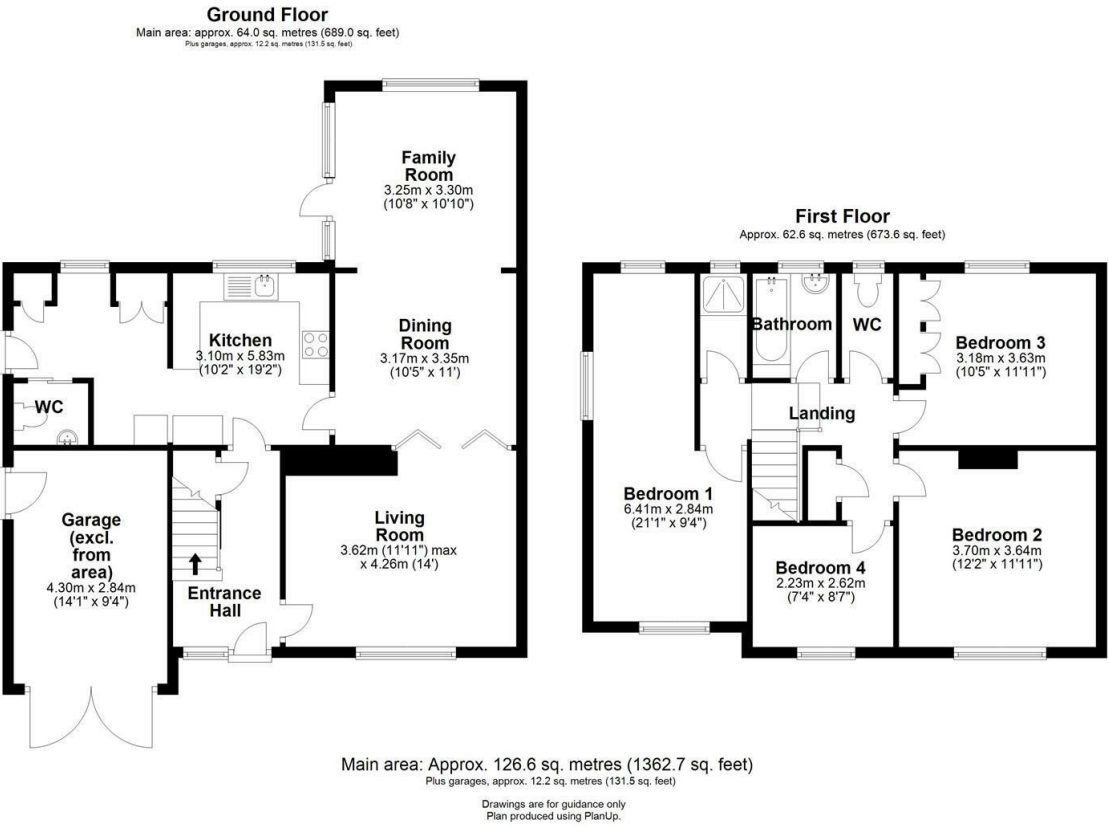 Ground Floor
Main area: approx. 64.0 sq. metres (689.0 sq. feet)
Plus garages, approx. 12.2 sq. metres (131.5 sq. feet)
Family
Room
3.25m x 3.30m
(10'8" x 10'10")
Kitchen
3.10m x 5.83m
(10'2" x 19'2")
Dining
Room
3.17m x 3.35m
(10'5" x 11')
WC
Garage
(excl.
from
area)
4.30m x 2.84m
(14'1" x 9'4")
Entrance
Hall
Living
Room
3.62m (11'11") max
x 4.26m (14')
First Floor
Approx. 62.6 sq. metres (673.6 sq. feet)
Bathroom
WC
Bedroom 3
3.18m x 3.63m
(10'5" x 11'11")
Landing
Bedroom 1
6.41m x 2.84m
(21'1" x 9'4")
Bedroom 2
3.70m x 3.64m
(12'2" x 11'11")
Bedroom 4
2.23m x 2.62m
(7'4" x 8'7")
Main area: Approx. 126.6 sq. metres (1362.7 sq. feet)
Plus garages, approx. 12.2 sq. metres (131.5 sq. feet)
Drawings are for guidance only
Plan produced using PlanUp.